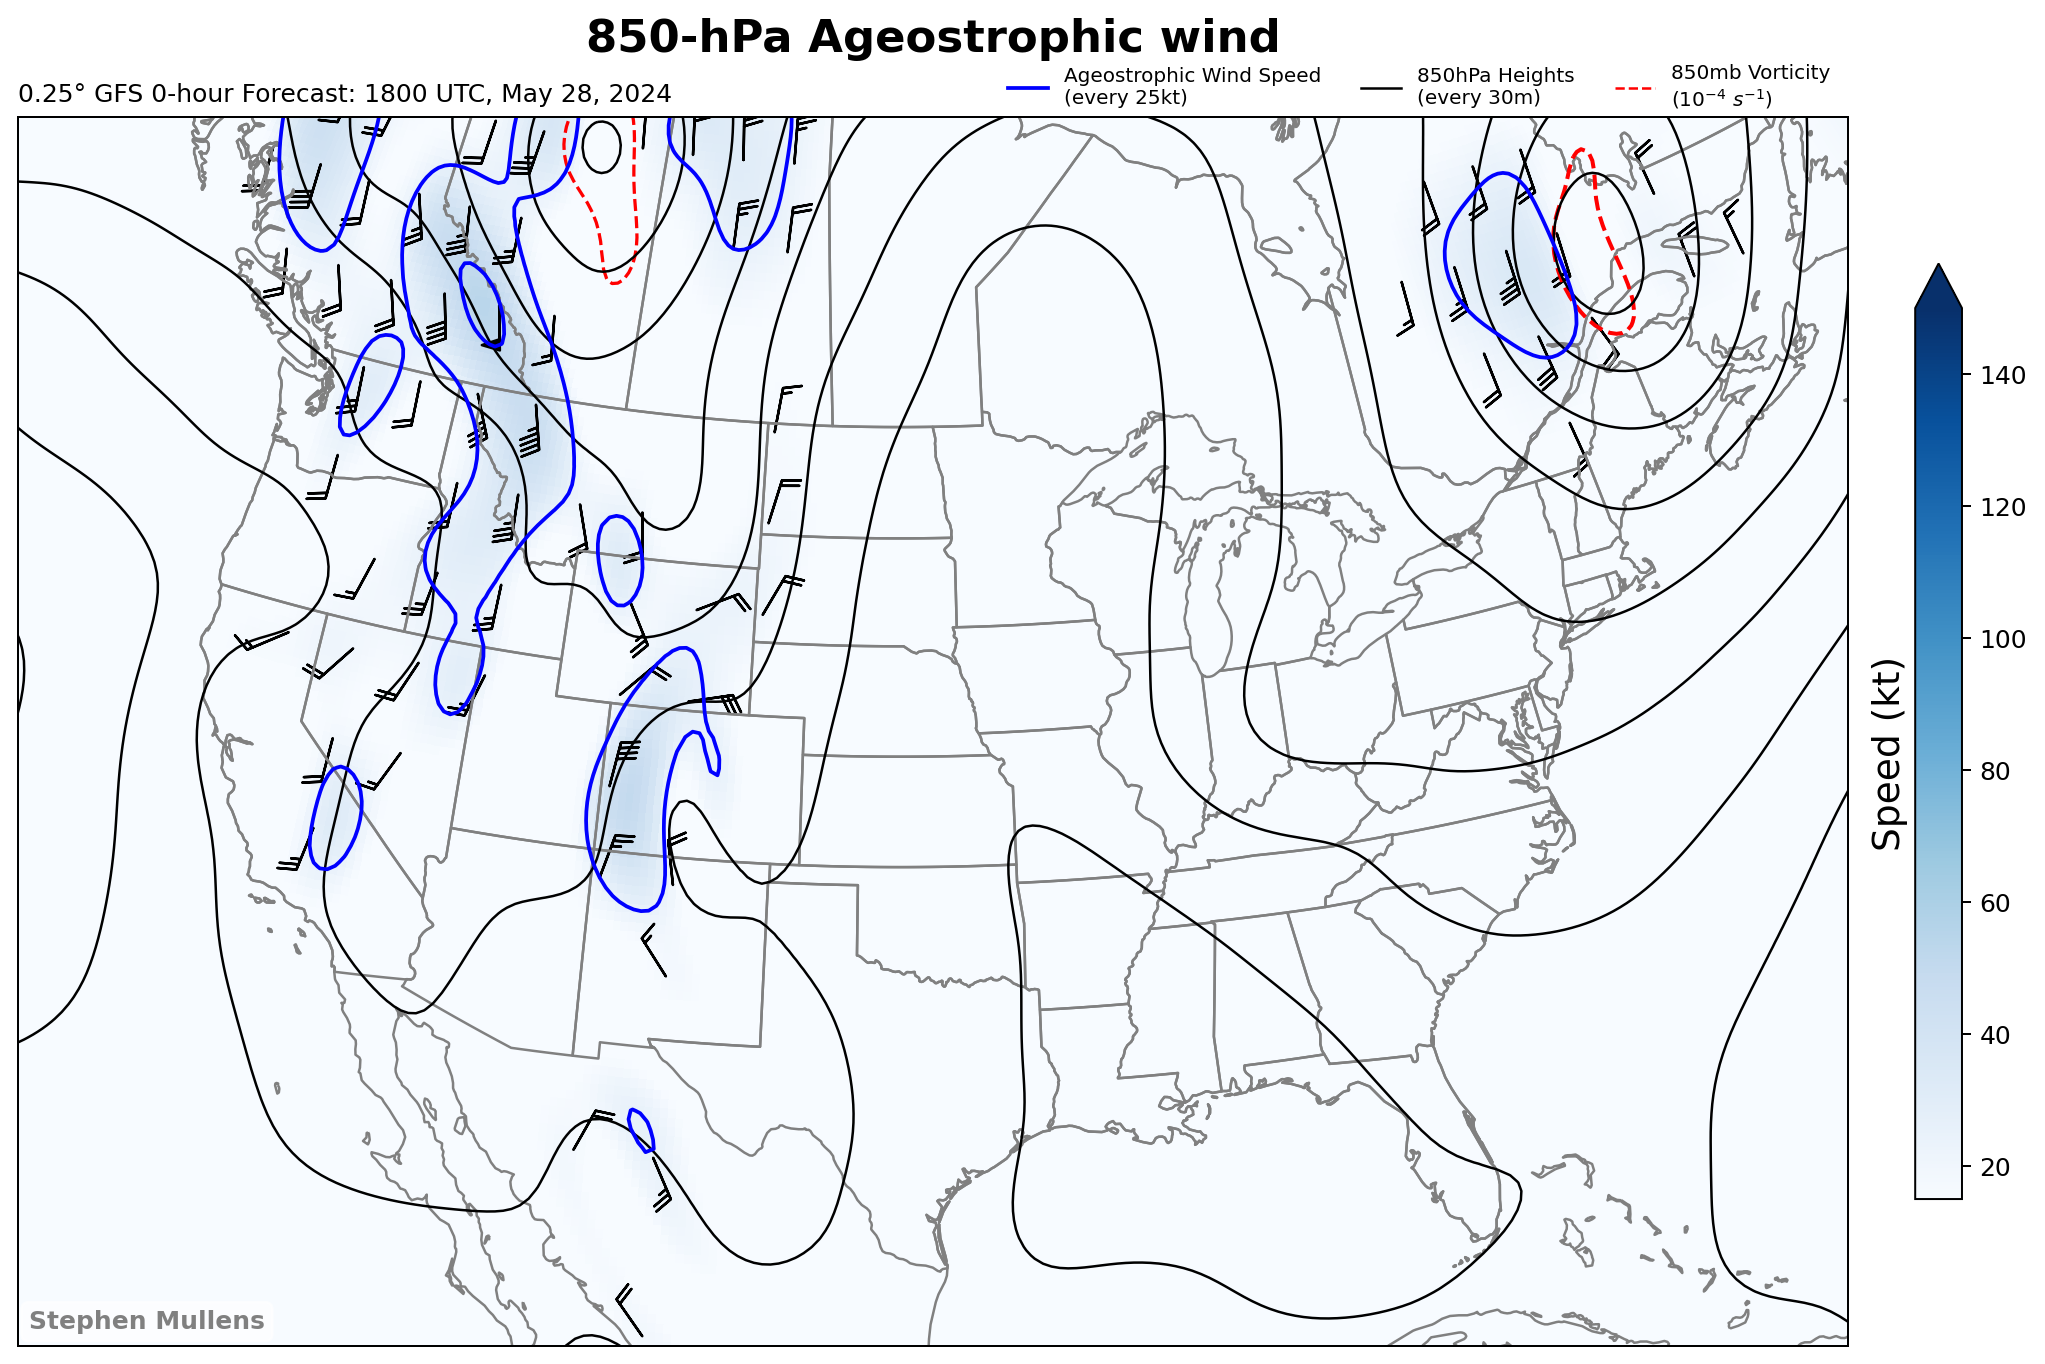 850-hPa Ageostrophic wind
0.25° GFS 0-hour Forecast: 1800 UTC, May 28, 2024
Ageostrophic Wind Speed
(every 25kt)
850hPa Heights
(every 30m)
850mb Vorticity
(10⁻⁴ s⁻¹)
140
120
100
80
60
40
20
Speed (kt)
Stephen Mullens